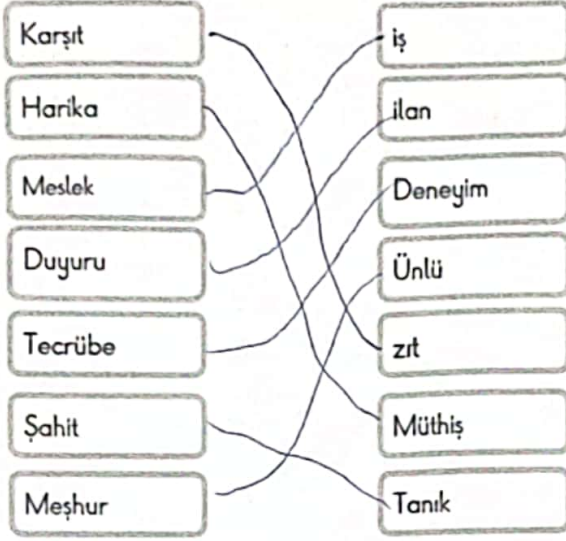 Karşıt
Harika
Meslek
Duyuru
Tecrübe
Şahit
Meşhur
iş
ilan
Deneyim
Ünlü
zıt
Müthiş
Tanık